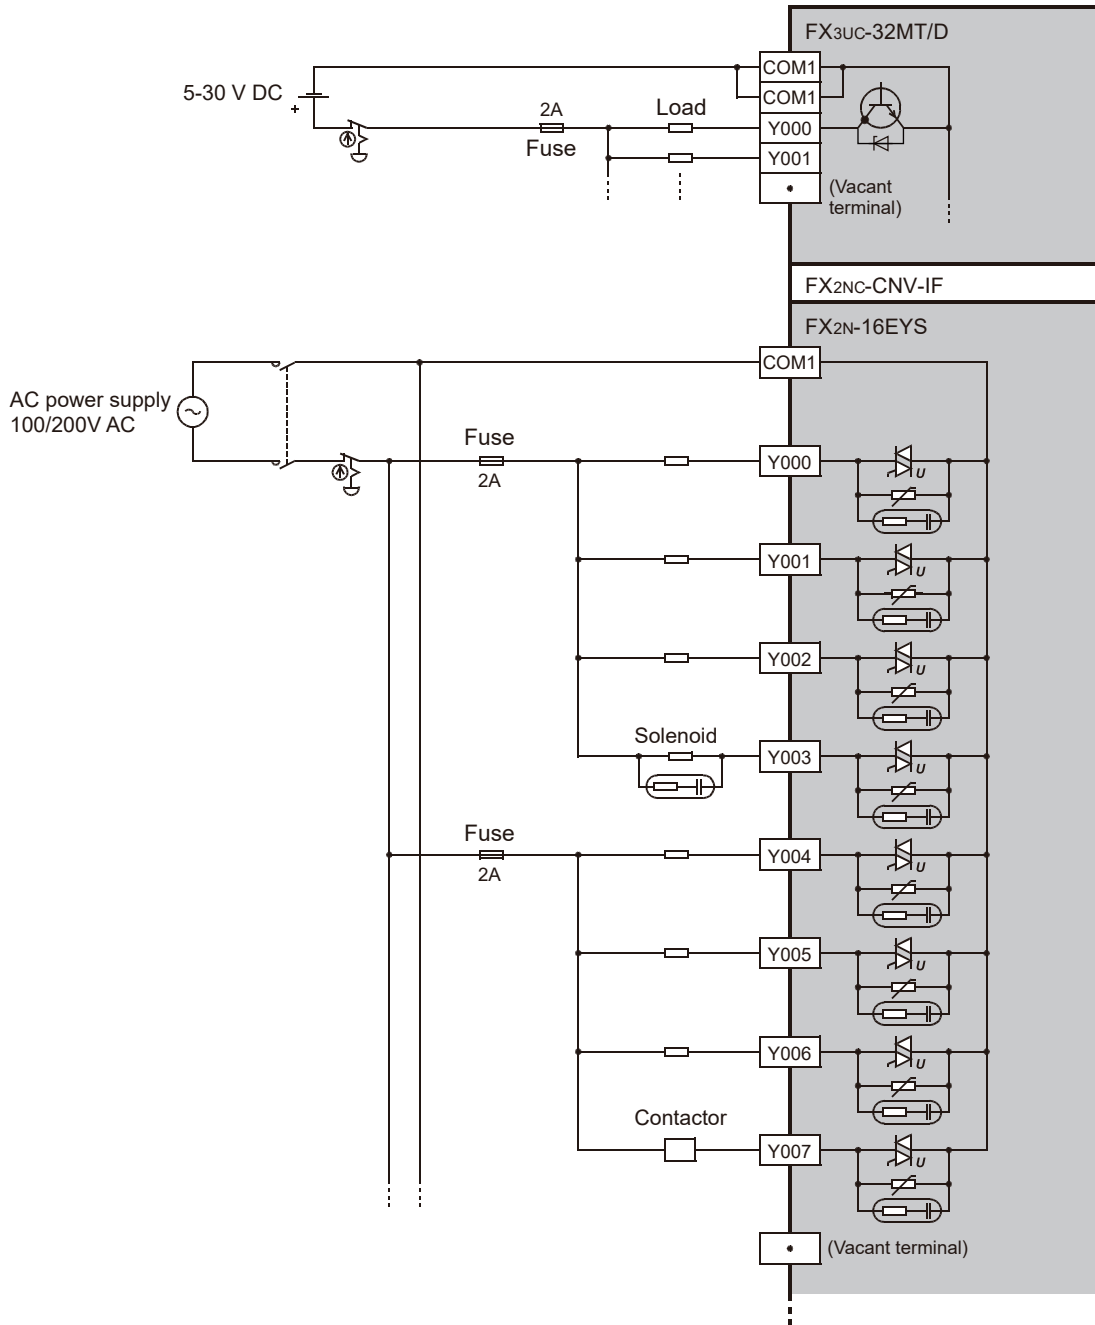 FX3UC-32MT/D
COM1
5-30 V DC
+
COM1
2A
Load
Y000
Fuse
Y001
(Vacant
terminal)
FX2NC-CNV-IF
FX2N-16EYS
COM1
AC power supply
100/200V AC
Fuse
2A
Y000
U
Y001
U
Y002
U
Solenoid
Y003
U
Fuse
2A
Y004
U
Y005
U
Y006
U
Contactor
Y007
U
(Vacant terminal)